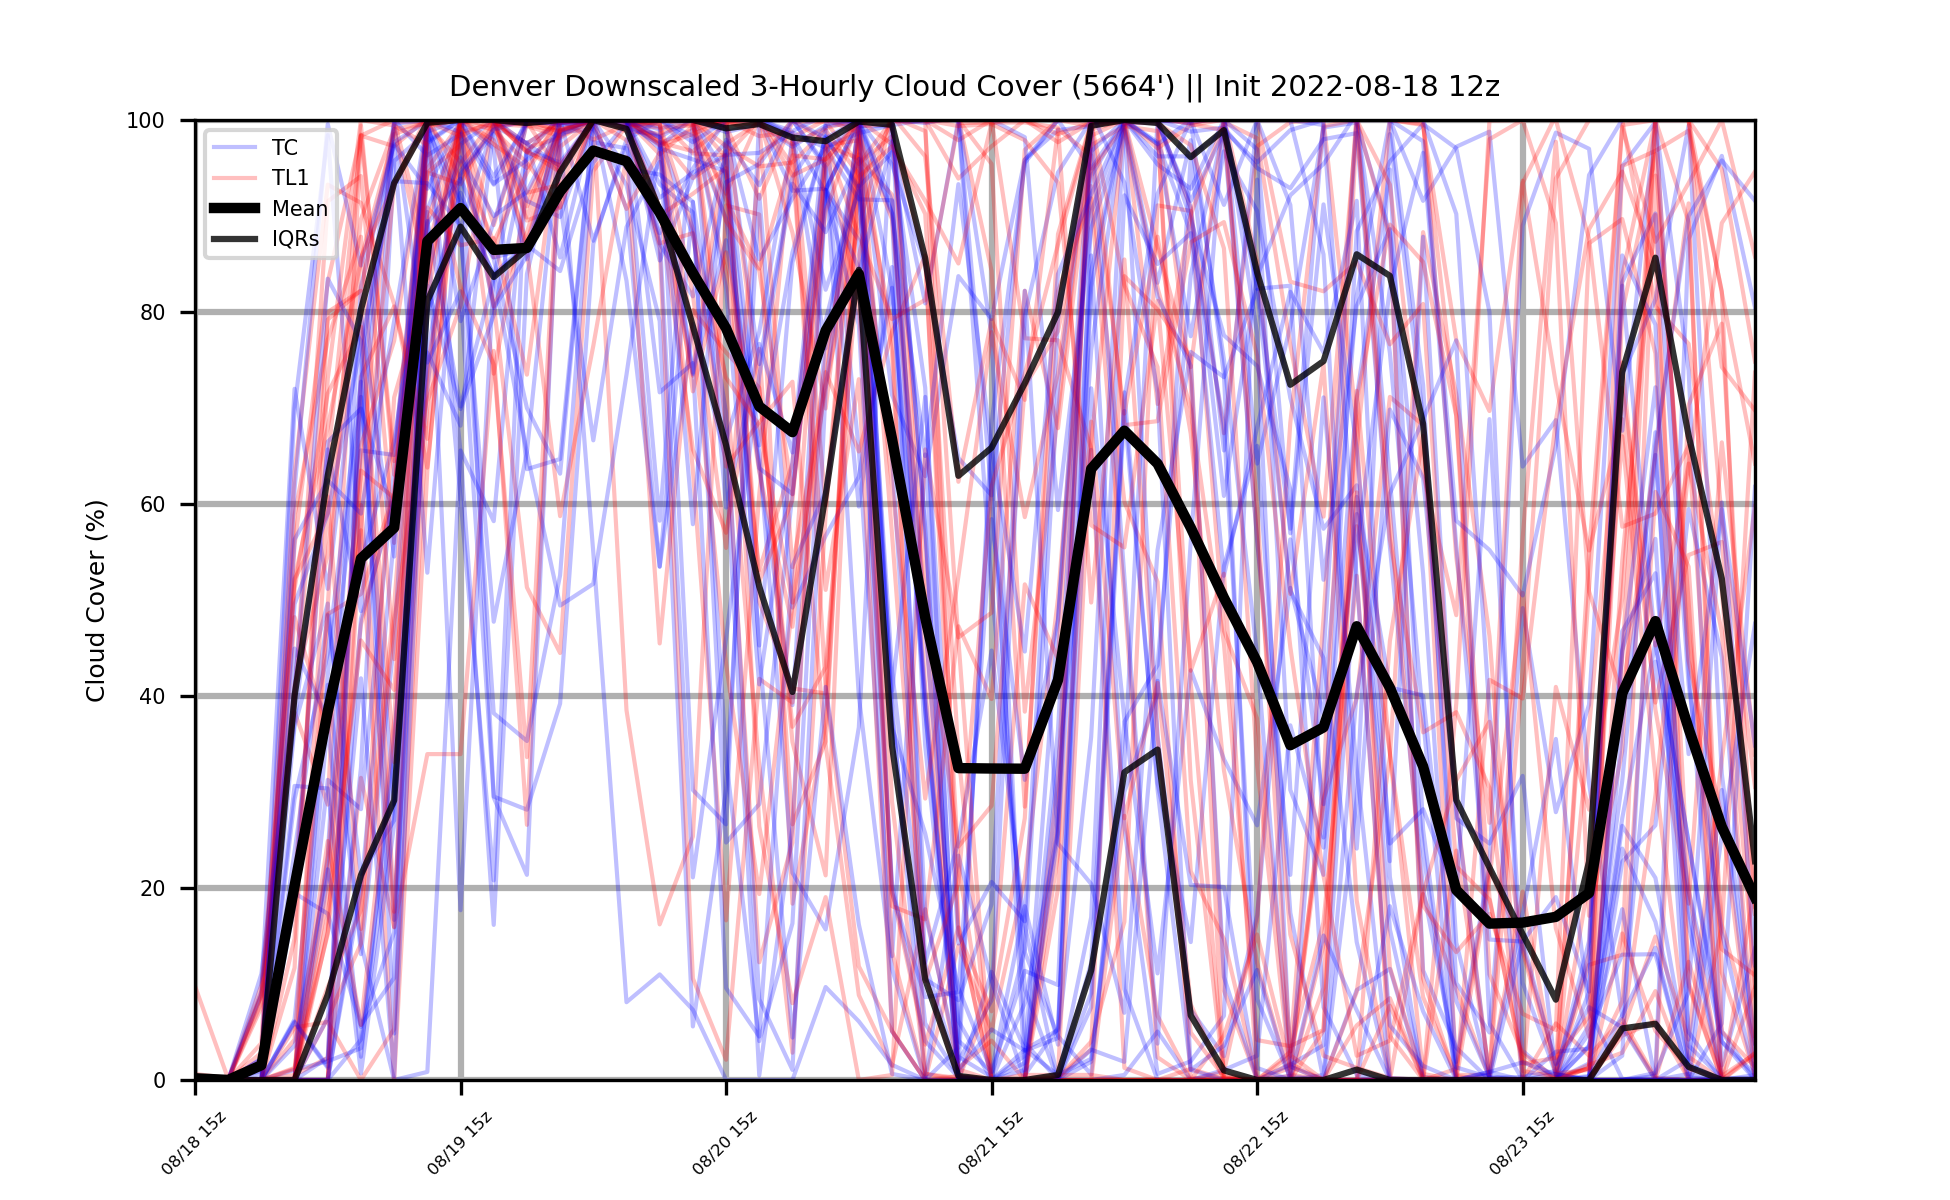 Denver Downscaled 3-Hourly Cloud Cover (5664') || Init 2022-08-18 12z
Cloud Cover (%)
100
80
60
40
20
0
TC
TL1
Mean
IQRs
08/18 15z
08/19 15z
08/20 15z
08/21 15z
08/22 15z
08/23 15z